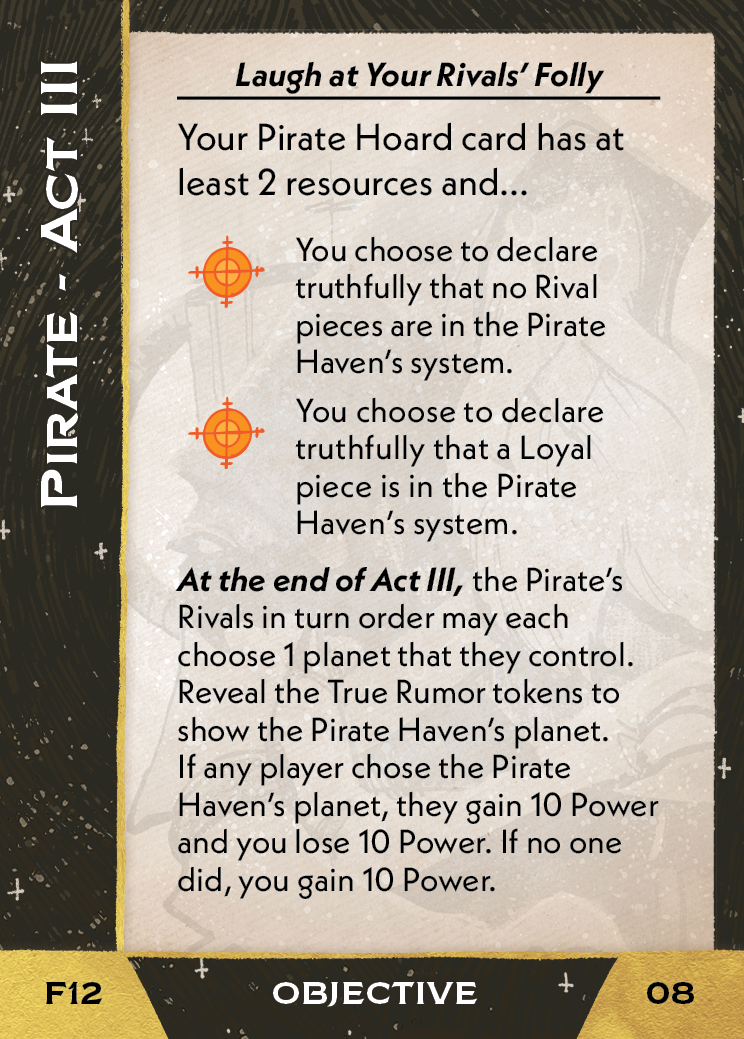 PIRATE - ACT III
Laugh at Your Rivals' Folly
Your Pirate Hoard card has at
least 2 resources and...
You choose to declare
truthfully that no Rival
pieces are in the Pirate
Haven's system.
You choose to declare
truthfully that a Loyal
piece is in the Pirate
Haven's system.
At the end of Act III, the Pirate's
Rivals in turn order may each
choose 1 planet that they control.
Reveal the True Rumor tokens to
show the Pirate Haven's planet.
If any player chose the Pirate
Haven's planet, they gain 10 Power
and you lose 10 Power. If no one
did, you gain 10 Power.
F12
OBJECTIVE
08